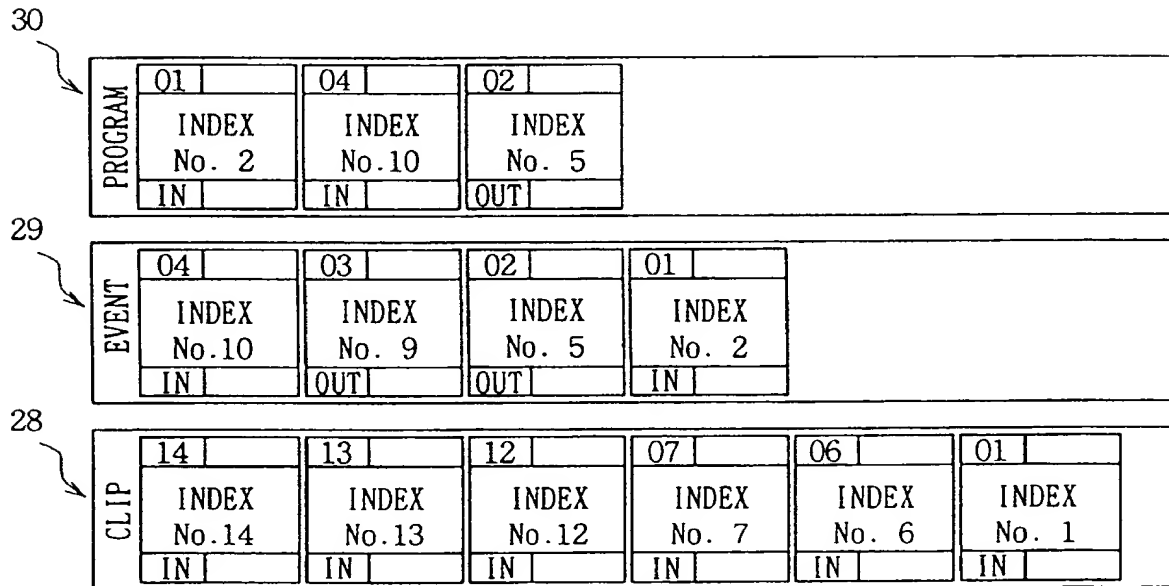 30
PROGRAM
01 04 02
INDEX INDEX INDEX
No. 2 No.10 No. 5
IN IN OUT
29
EVENT
04 03 02 01
INDEX INDEX INDEX INDEX
No.10 No. 9 No. 5 No. 2
IN OUT OUT IN
28
CLIP
14 13 12 07 06 01
INDEX INDEX INDEX INDEX INDEX INDEX
No.14 No.13 No.12 No. 7 No. 6 No. 1
IN IN IN IN IN IN